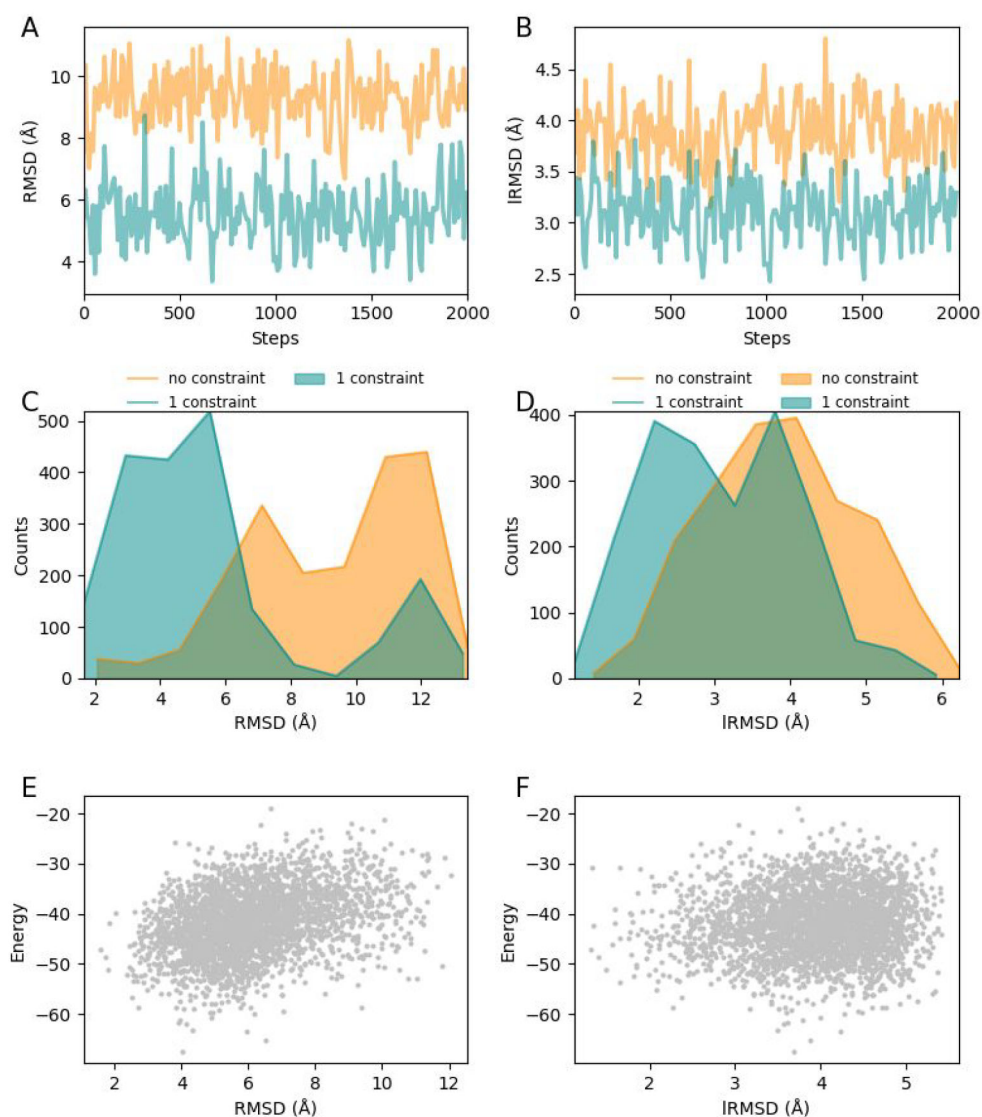 A
B
RMSD (Å)
10
8
6
4
0
500
1000
1500
2000
Steps
lRMSD (Å)
4.5
4.0
3.5
3.0
2.5
0
500
1000
1500
2000
Steps
no constraint
1 constraint
1 constraint
no constraint
no constraint
1 constraint
1 constraint
C
D
Counts
500
400
300
200
100
0
2
4
6
8
10
12
RMSD (Å)
Counts
400
300
200
100
0
2
3
4
5
6
lRMSD (Å)
E
F
Energy
−20
−30
−40
−50
−60
2
4
6
8
10
12
RMSD (Å)
Energy
−20
−30
−40
−50
−60
2
3
4
5
lRMSD (Å)